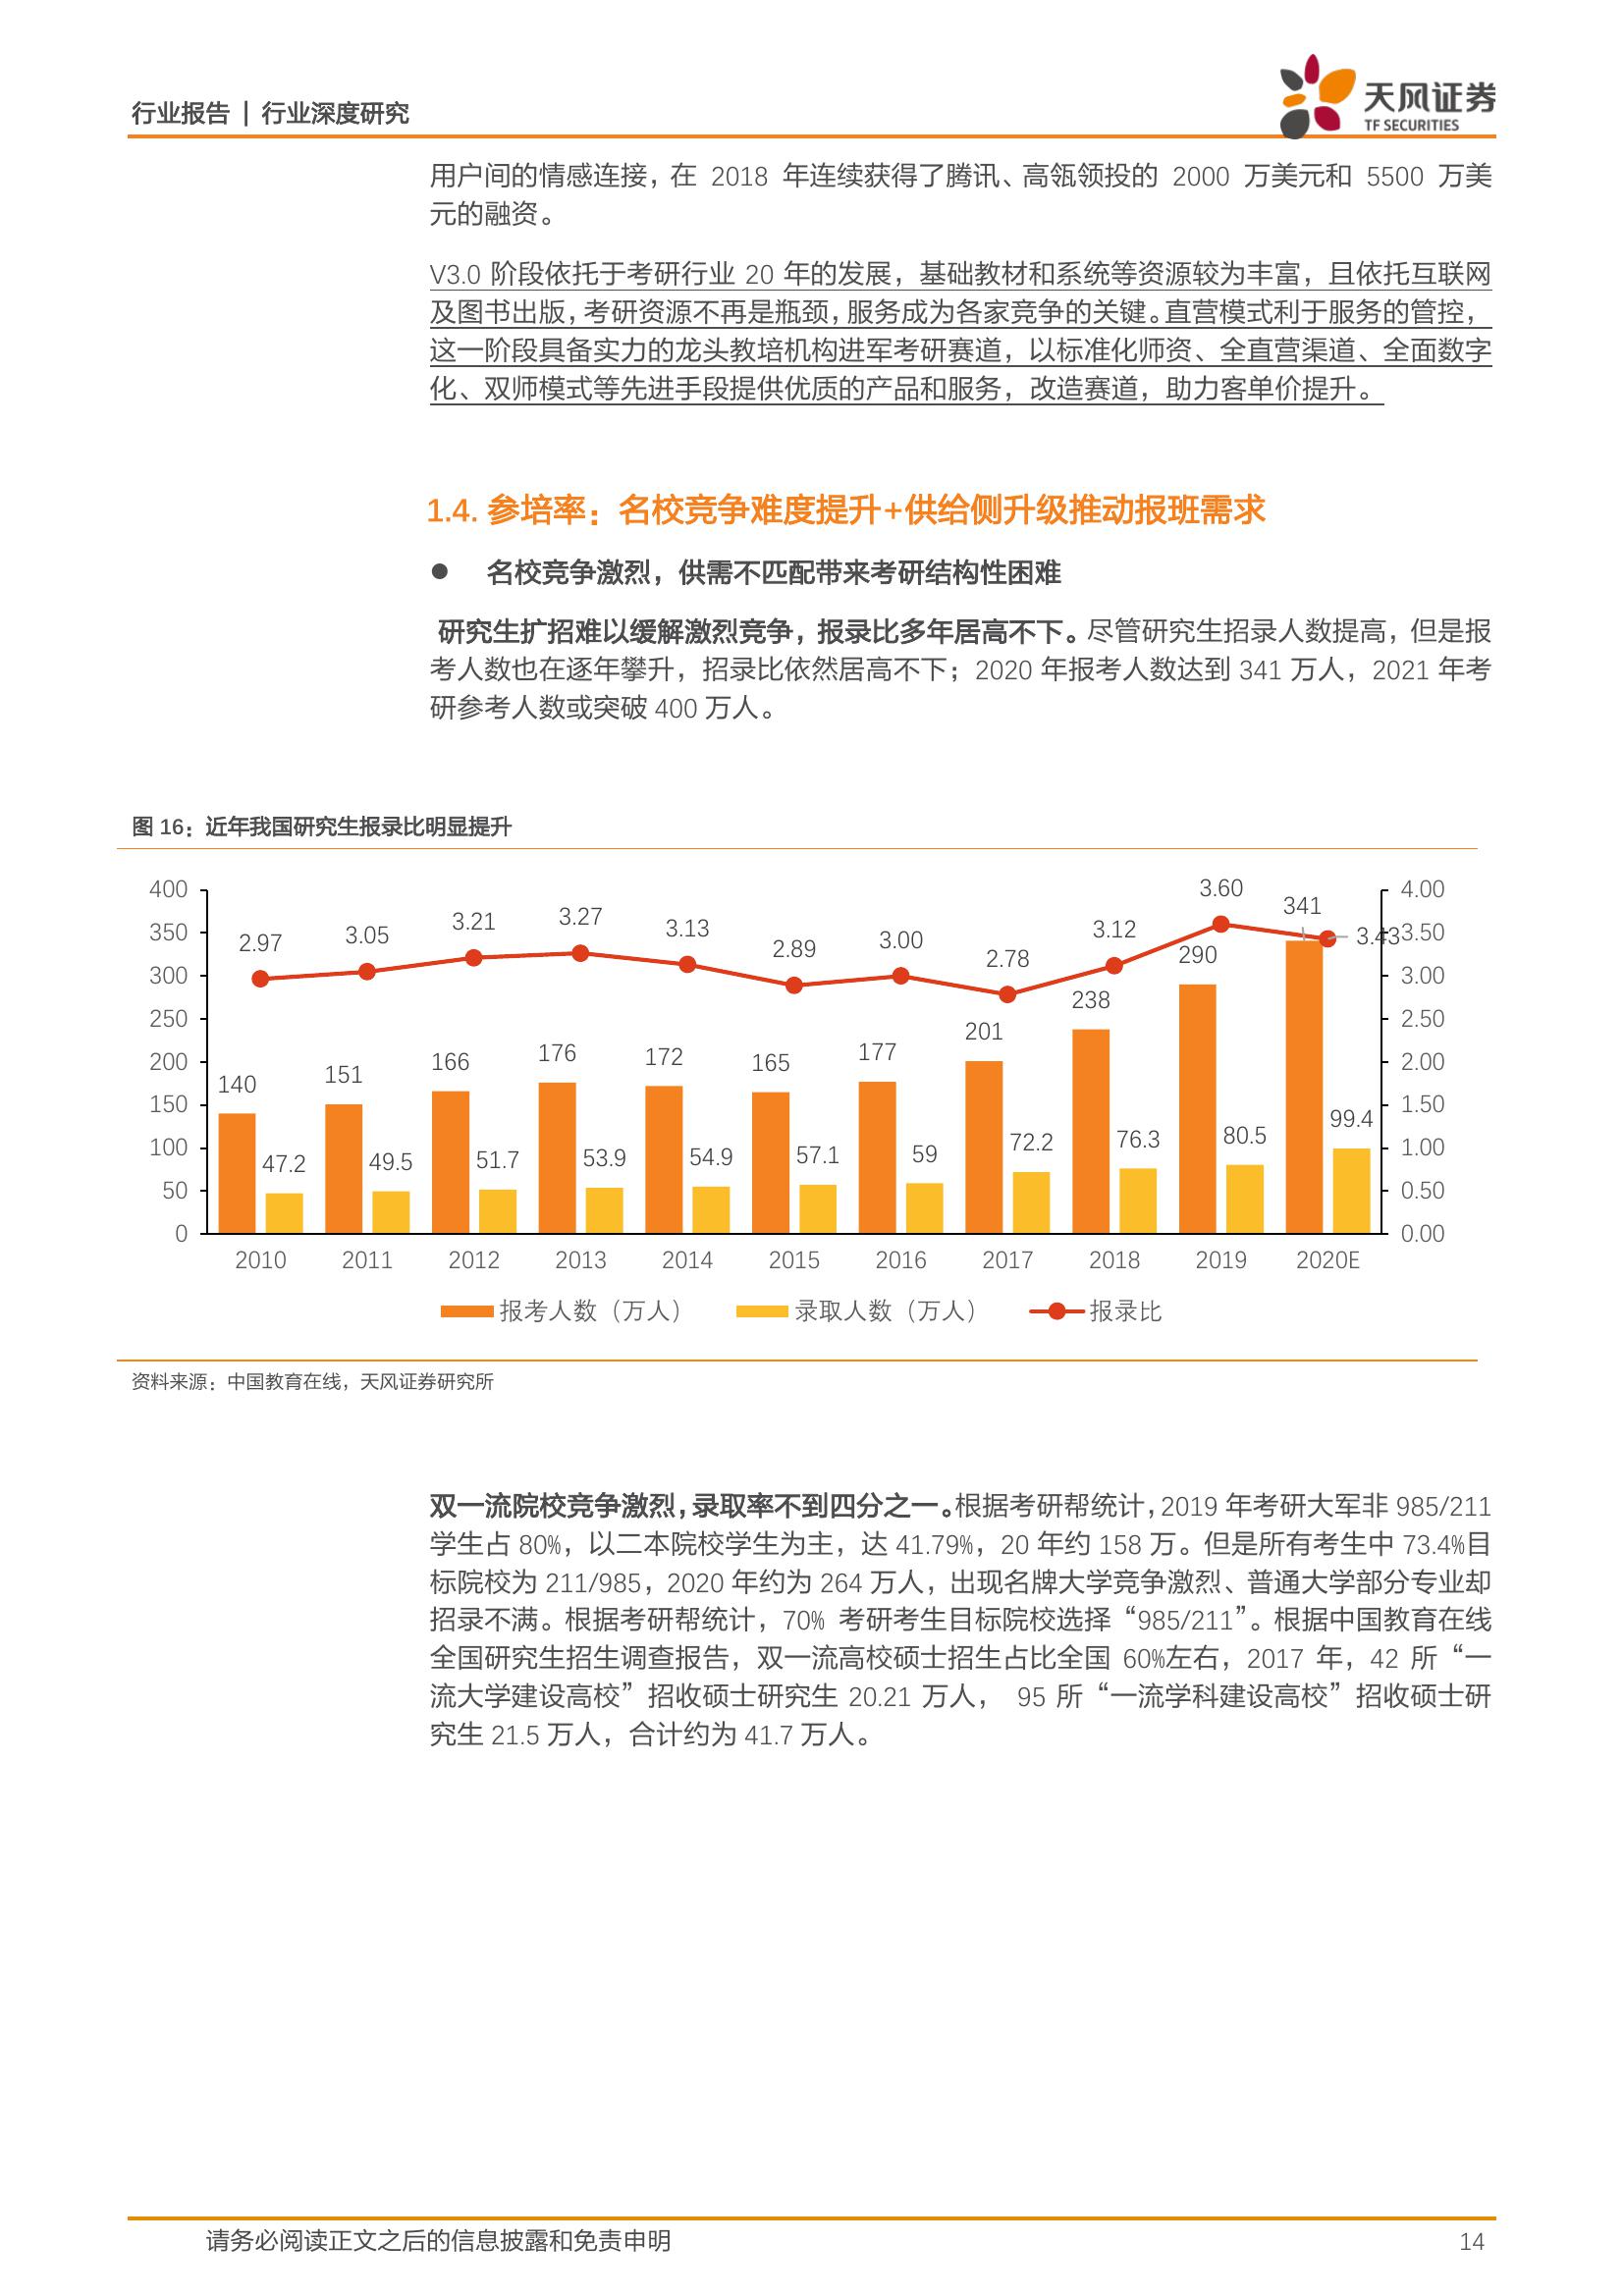 行业报告 | 行业深度研究
天风证券
TF SECURITIES
用户间的情感连接，在 2018 年连续获得了腾讯、高瓴领投的 2000 万美元和 5500 万美
元的融资。
V3.0 阶段依托于考研行业 20 年的发展，基础教材和系统等资源较为丰富，且依托互联网
及图书出版，考研资源不再是瓶颈，服务成为各家竞争的关键。直营模式利于服务的管控，
这一阶段具备实力的龙头教培机构进军考研赛道，以标准化师资、全直营渠道、全面数字
化、双师模式等先进手段提供优质的产品和服务，改造赛道，助力客单价提升。
1.4. 参培率：名校竞争难度提升+供给侧升级推动报班需求
● 名校竞争激烈，供需不匹配带来考研结构性困难
研究生扩招难以缓解激烈竞争，报录比多年居高不下。尽管研究生招录人数提高，但是报
考人数也在逐年攀升，招录比依然居高不下；2020 年报考人数达到 341 万人，2021 年考
研参考人数或突破 400 万人。
图 16：近年我国研究生报录比明显提升
400
350
300
250
200
150
100
50
0
4.00
3.50
3.00
2.50
2.00
1.50
1.00
0.50
0.00
2.97
3.05
3.21
3.27
3.13
2.89
3.00
2.78
3.12
3.60
3.43
140
151
166
176
172
165
177
201
238
290
341
47.2
49.5
51.7
53.9
54.9
57.1
59
72.2
76.3
80.5
99.4
2010 2011 2012 2013 2014 2015 2016 2017 2018 2019 2020E
报考人数（万人） 录取人数（万人） 报录比
资料来源：中国教育在线，天风证券研究所
双一流院校竞争激烈，录取率不到四分之一。根据考研帮统计，2019 年考研大军非 985/211
学生占 80%，以二本院校学生为主，达 41.79%，20 年约 158 万。但是所有考生中 73.4%目
标院校为 211/985，2020 年约为 264 万人，出现名牌大学竞争激烈、普通大学部分专业却
招录不满。根据考研帮统计，70% 考研考生目标院校选择“985/211”。根据中国教育在线
全国研究生招生调查报告，双一流高校硕士招生占比全国 60%左右，2017 年，42 所“一
流大学建设高校”招收硕士研究生 20.21 万人， 95 所“一流学科建设高校”招收硕士研
究生 21.5 万人，合计约为 41.7 万人。
请务必阅读正文之后的信息披露和免责申明
14